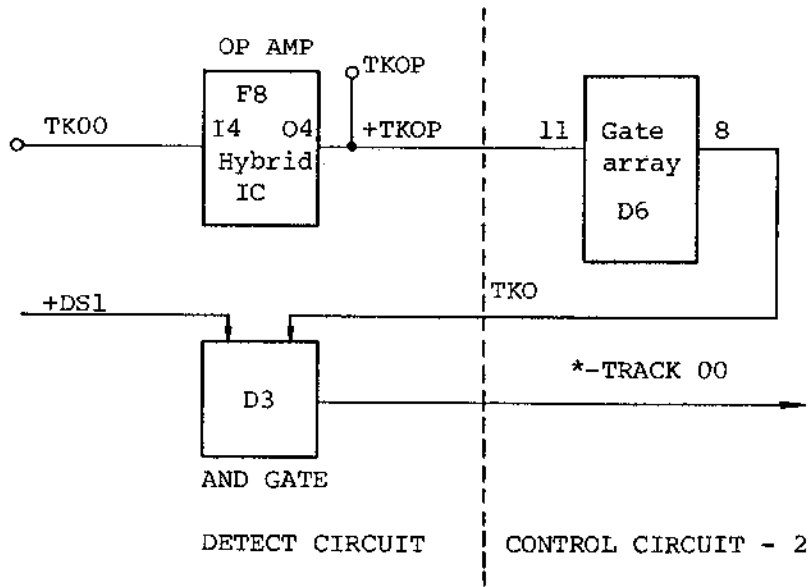 OP AMP
TKOP
F8
TK00
I4
O4
+TKOP
11
Gate
array
8
Hybrid
IC
D6
TKO
+DS1
*-TRACK 00
D3
AND GATE
DETECT CIRCUIT
CONTROL CIRCUIT - 2